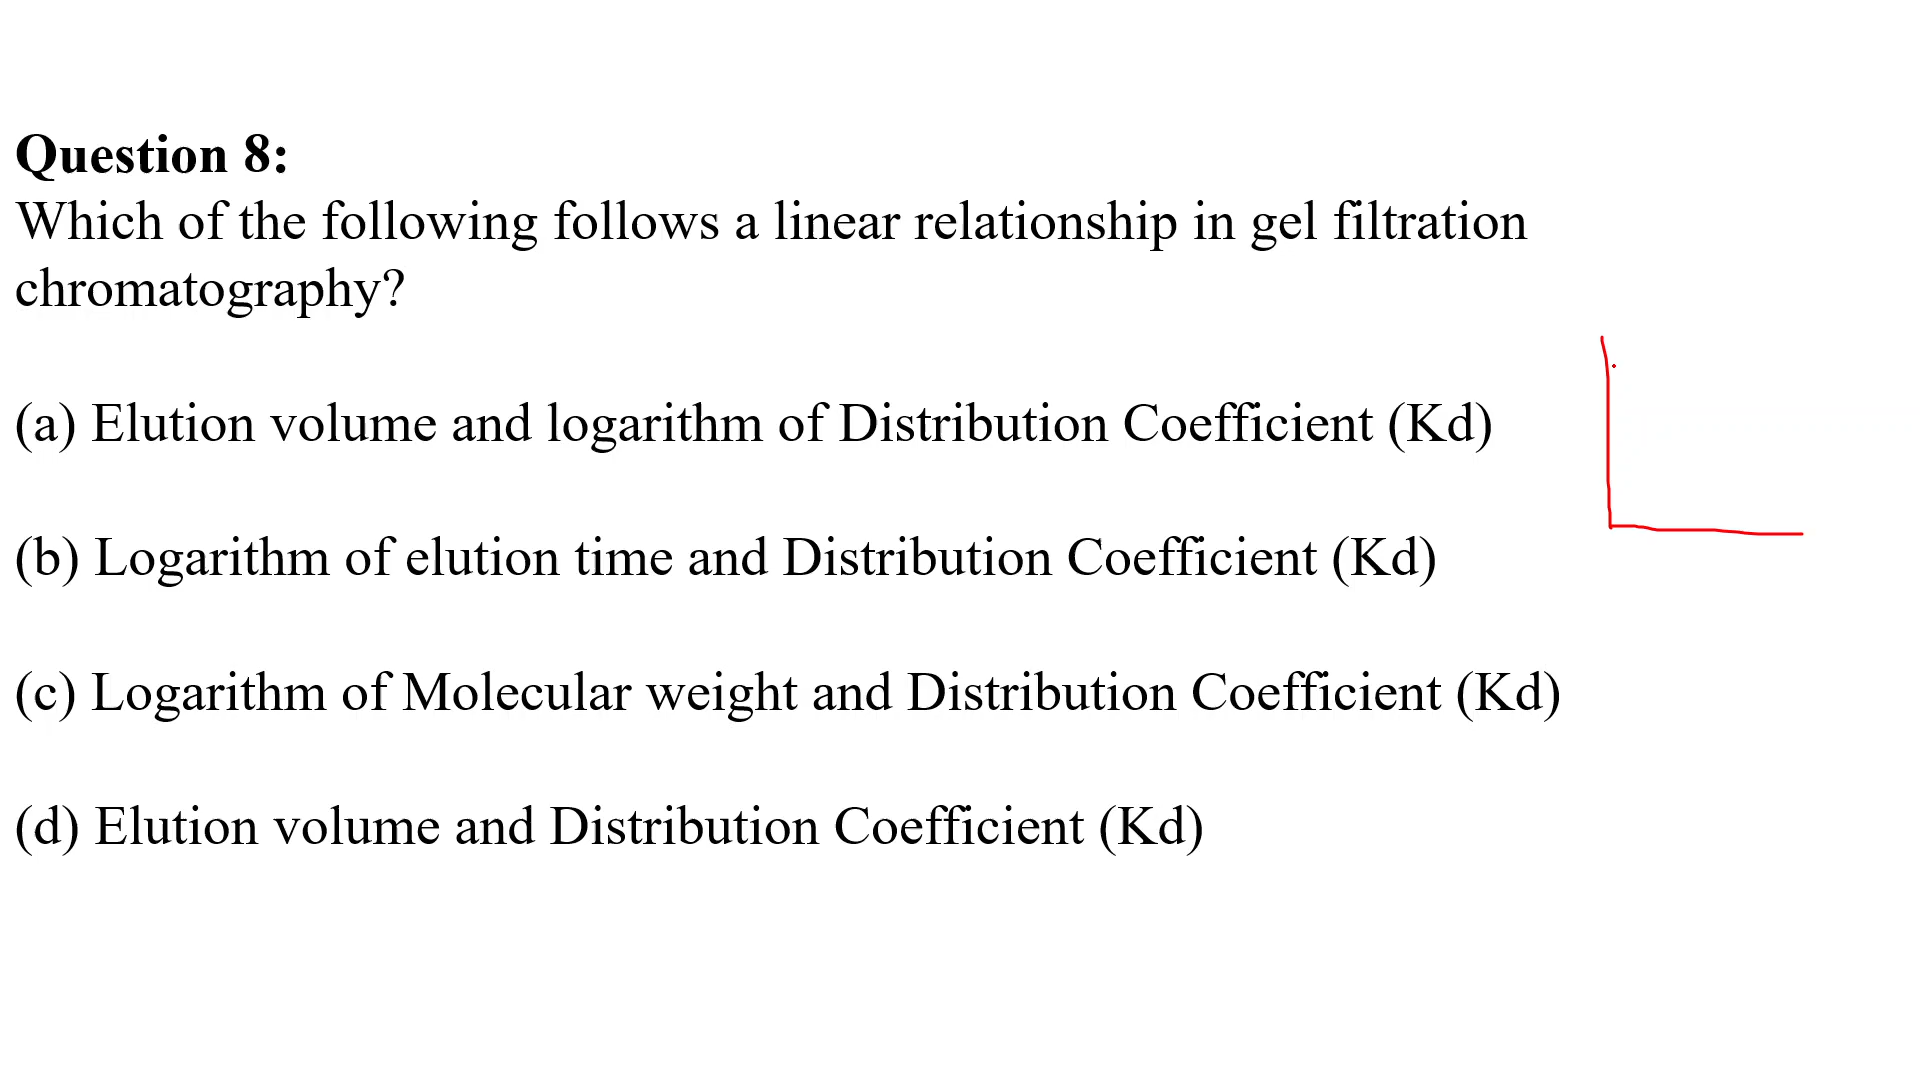 Question 8:
Which of the following follows a linear relationship in gel filtration
chromatography?
(a) Elution volume and logarithm of Distribution Coefficient (Kd)
(b) Logarithm of elution time and Distribution Coefficient (Kd)
(c) Logarithm of Molecular weight and Distribution Coefficient (Kd)
(d) Elution volume and Distribution Coefficient (Kd)